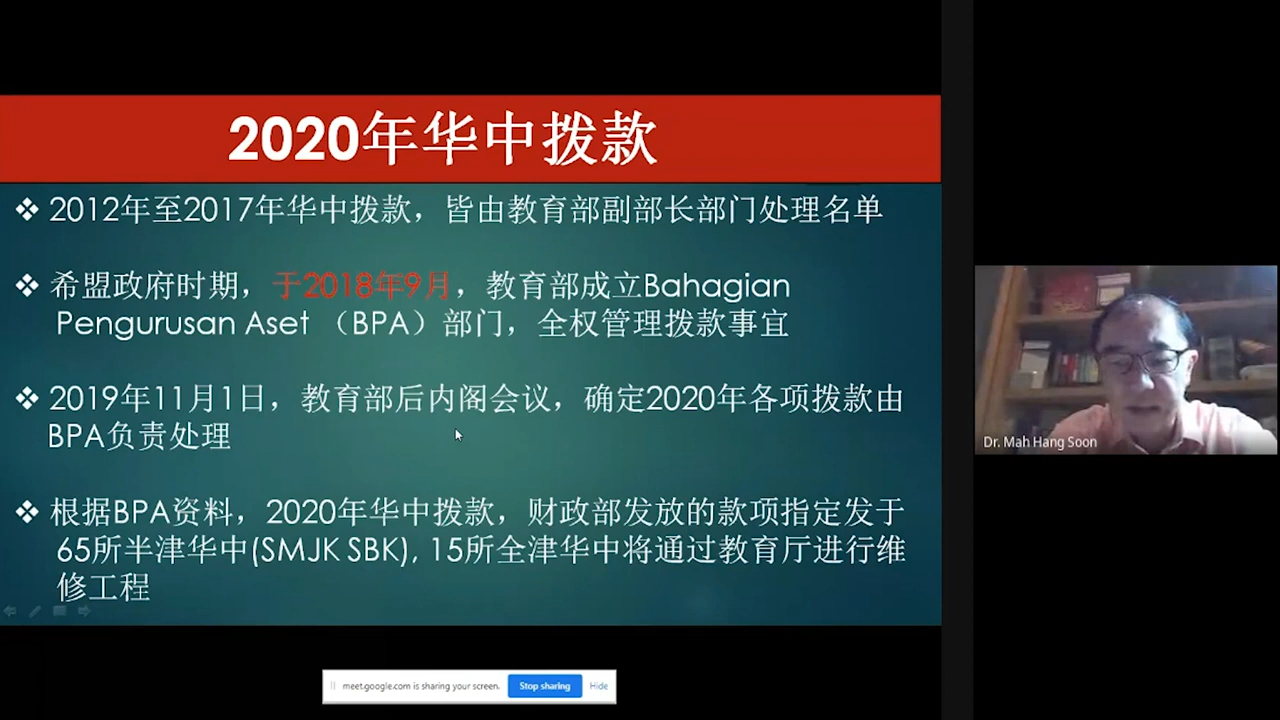 2020年华中拨款
❖ 2012年至2017年华中拨款，皆由教育部副部长部门处理名单
❖ 希盟政府时期，于2018年9月，教育部成立Bahagian
Pengurusan Aset （BPA）部门，全权管理拨款事宜
❖ 2019年11月1日，教育部后内阁会议，确定2020年各项拨款由
BPA负责处理
❖ 根据BPA资料，2020年华中拨款，财政部发放的款项指定发于
65所半津华中(SMJK SBK), 15所全津华中将通过教育厅进行维
修工程
Dr. Mah Hang Soon
meet.google.com is sharing your screen.
Stop sharing
Hide